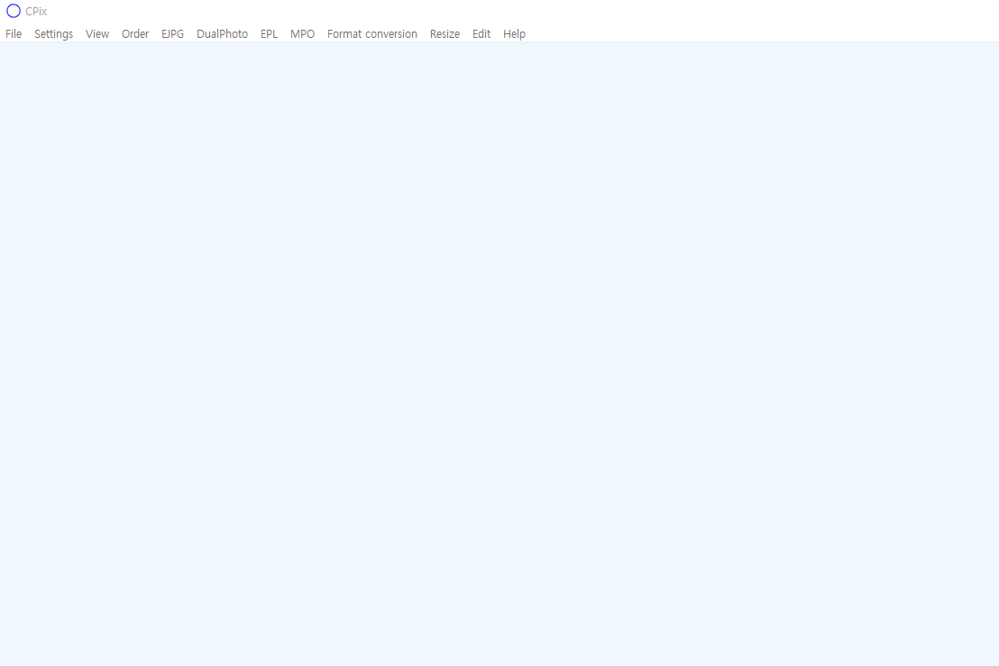 CPix
File Settings View Order EJPG DualPhoto EPL MPO Format conversion Resize Edit Help